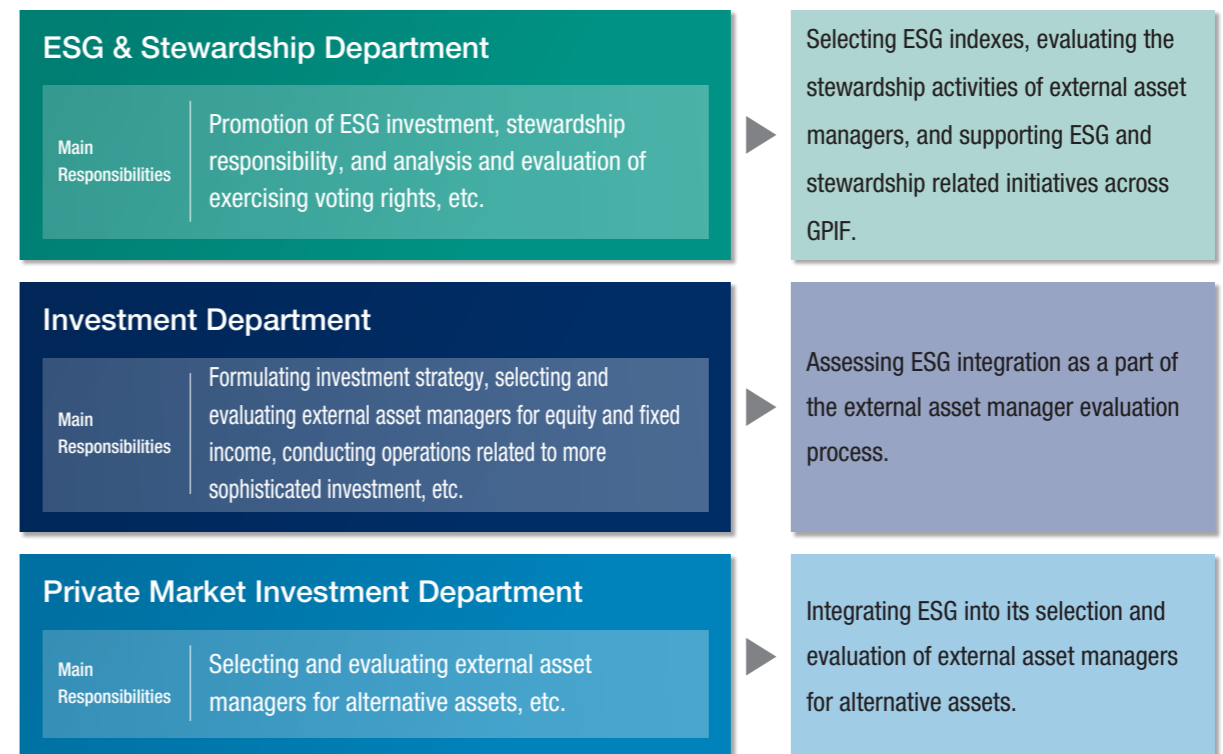 ESG & Stewardship Department
Main
Responsibilities
Promotion of ESG investment, stewardship
responsibility, and analysis and evaluation of
exercising voting rights, etc.
Selecting ESG indexes, evaluating the
stewardship activities of external asset
managers, and supporting ESG and
stewardship related initiatives across
GPIF.
Investment Department
Main
Responsibilities
Formulating investment strategy, selecting and
evaluating external asset managers for equity and fixed
income, conducting operations related to more
sophisticated investment, etc.
Assessing ESG integration as a part of
the external asset manager evaluation
process.
Private Market Investment Department
Main
Responsibilities
Selecting and evaluating external asset
managers for alternative assets, etc.
Integrating ESG into its selection and
evaluation of external asset managers
for alternative assets.